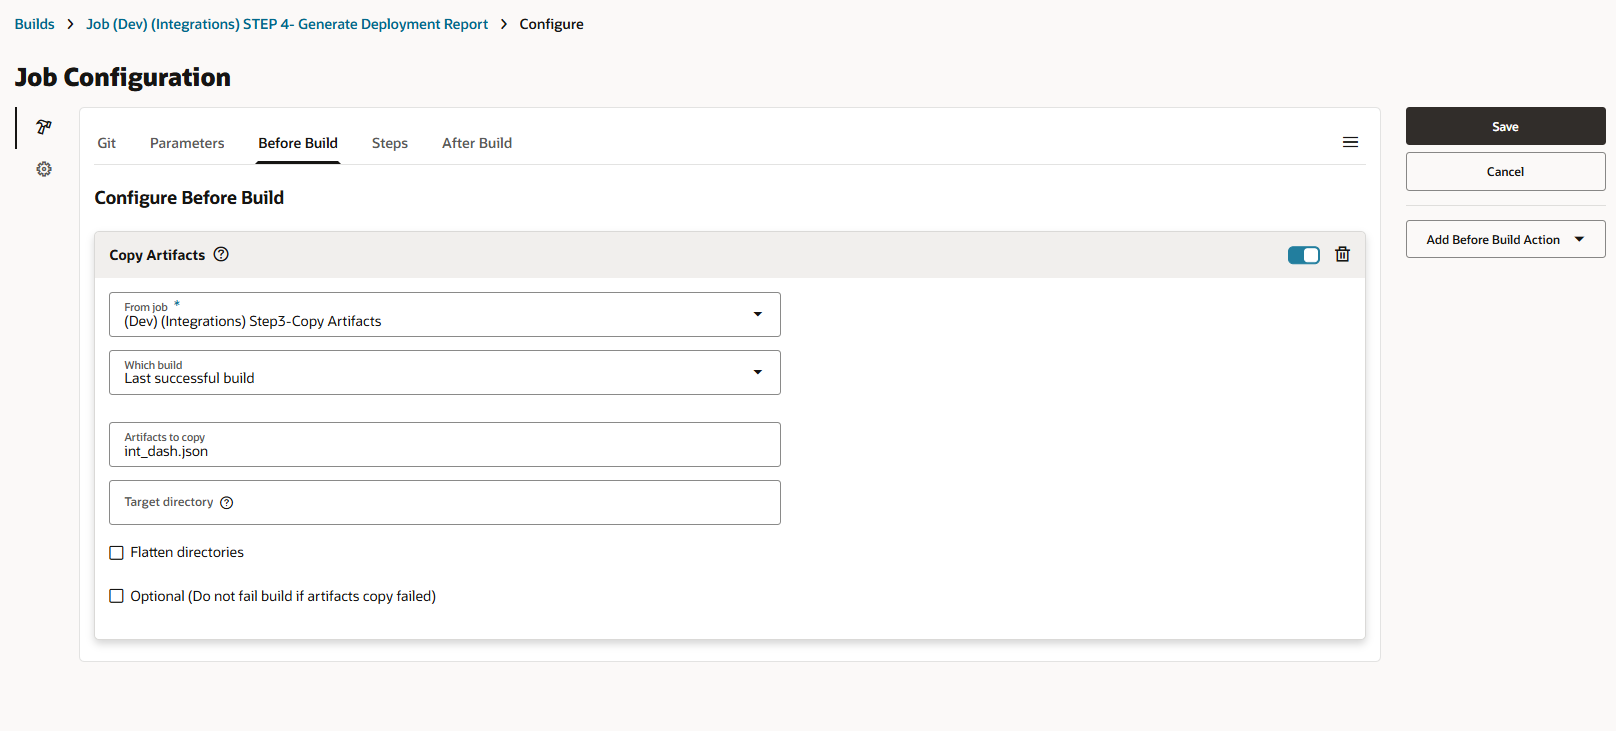 Builds > Job (Dev) (Integrations) STEP 4- Generate Deployment Report > Configure
Job Configuration
Git Parameters Before Build Steps After Build
Configure Before Build
Copy Artifacts ?
From job *
(Dev) (Integrations) Step3-Copy Artifacts
Which build
Last successful build
Artifacts to copy
int_dash.json
Target directory ?
Flatten directories
Optional (Do not fail build if artifacts copy failed)
Save
Cancel
Add Before Build Action